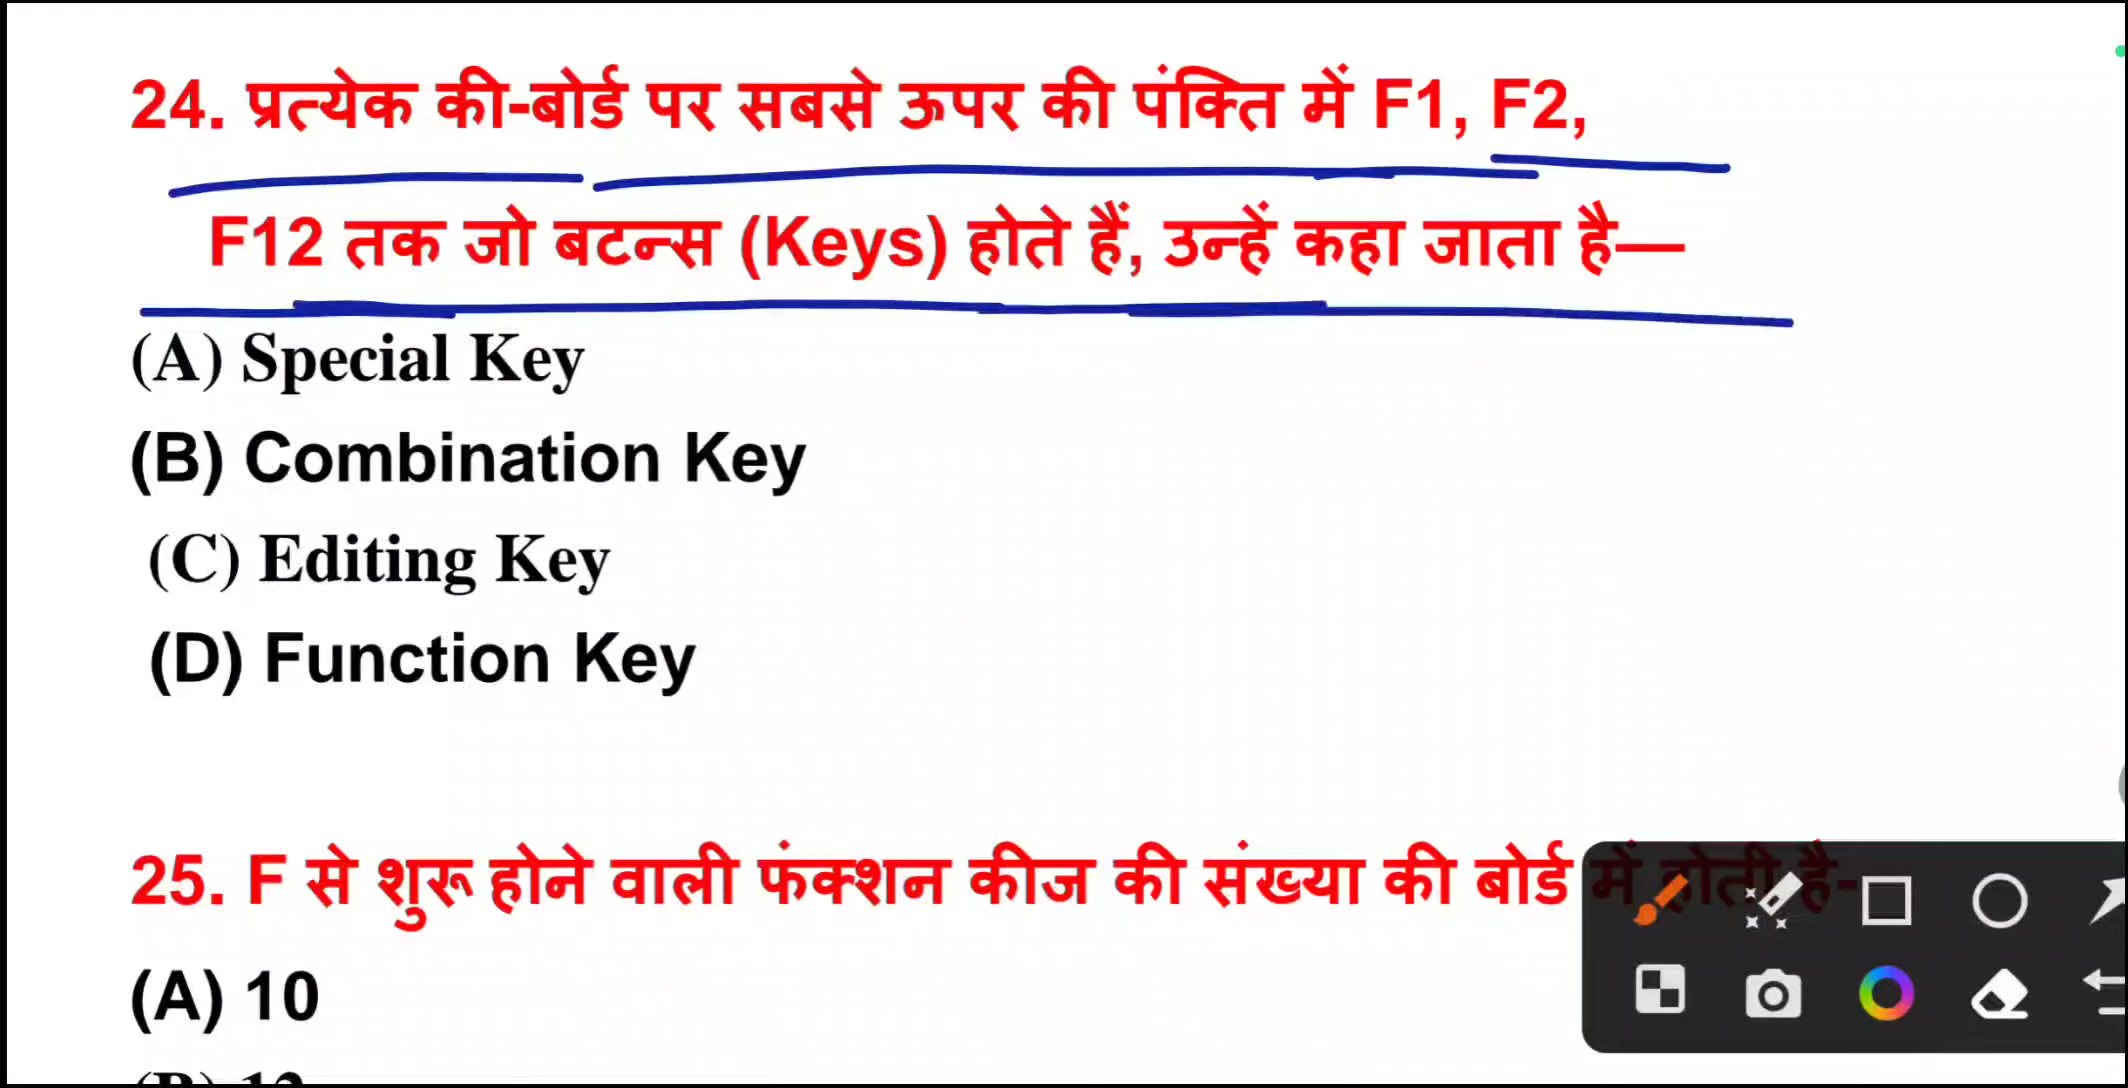 24. प्रत्येक की-बोर्ड पर सबसे ऊपर की पंक्ति में F1, F2,
F12 तक जो बटन्स (Keys) होते हैं, उन्हें कहा जाता है—
(A) Special Key
(B) Combination Key
(C) Editing Key
(D) Function Key
25. F से शुरू होने वाली फंक्शन कीज की संख्या की बोर्ड में होती है-
(A) 10
(B) 12